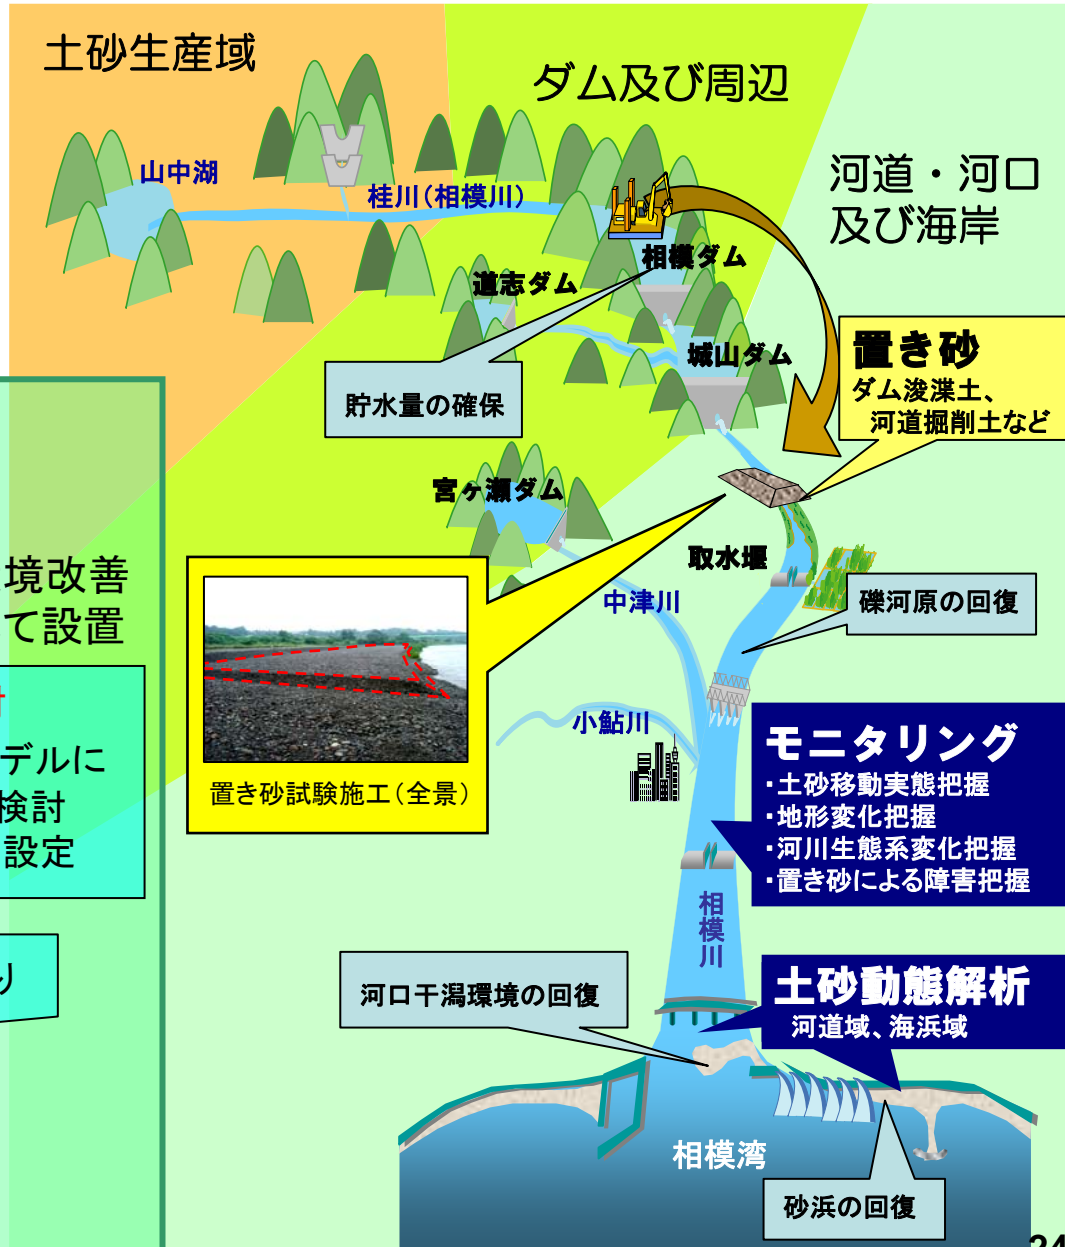 土砂生産域
ダム及び周辺
河道・河口
及び海岸
山中湖
桂川（相模川）
相模ダム
道志ダム
城山ダム
置き砂
ダム浚渫土、
河道掘削土など
貯水量の確保
宮ヶ瀬ダム
取水堰
中津川
礫河原の回復
境改善
て設置
デルに
検討
設定
り
置き砂試験施工（全景）
小鮎川
モニタリング
・土砂移動実態把握
・地形変化把握
・河川生態系変化把握
・置き砂による障害把握
相模川
河口干潟環境の回復
土砂動態解析
河道域、海浜域
相模湾
砂浜の回復
24